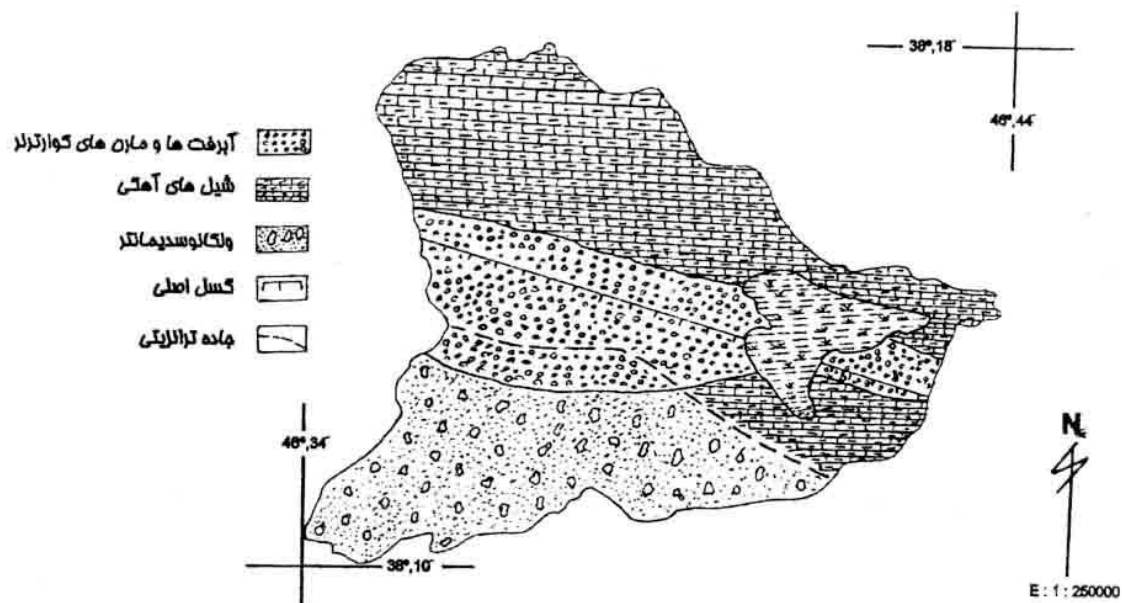 38°,18´
46°,44´
آبرفت ها و مارن های کوارترنر
شیل های آهکی
ولکانوسدیمانتر
گسل اصلی
جاده ترانزیتی
46°,34´
38°,10´
N
E : 1 : 250000